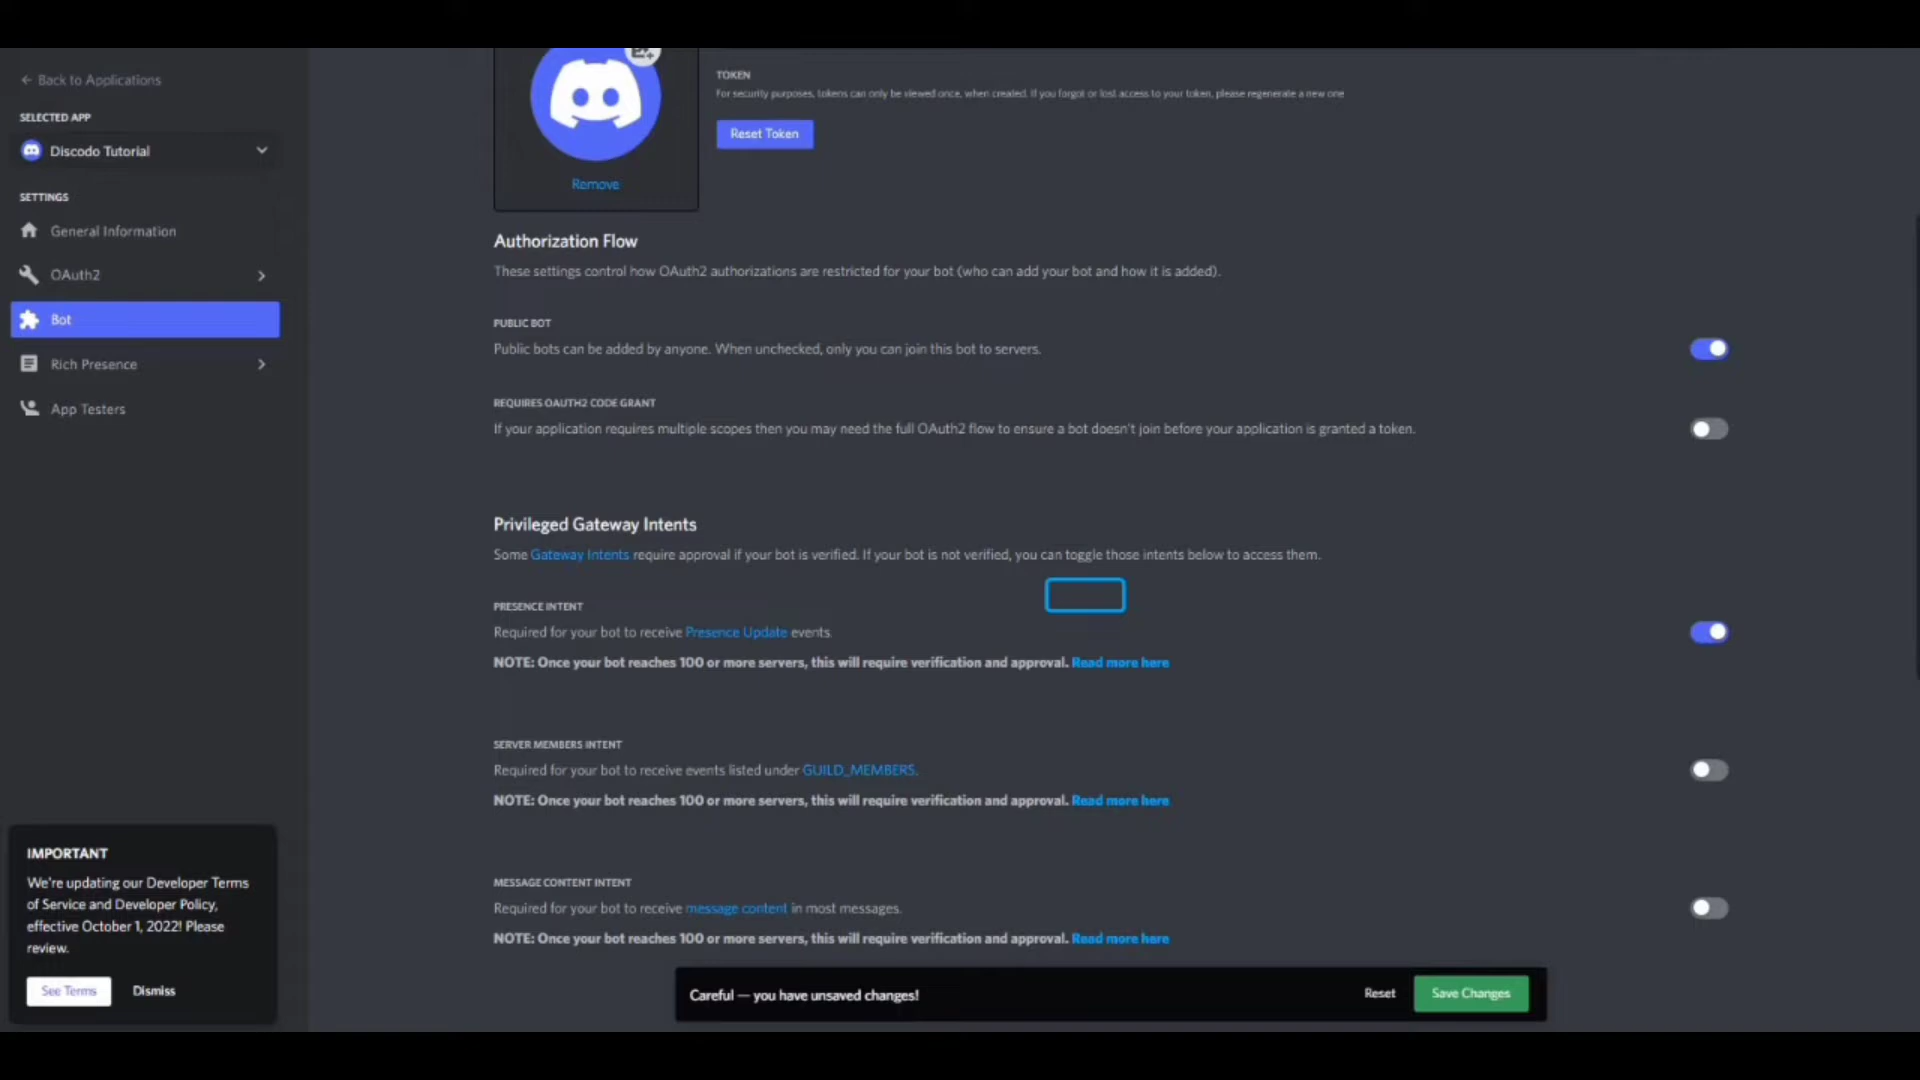 Back to Applications
SELECTED APP
Discodo Tutorial
SETTINGS
General Information
OAuth2
Bot
Rich Presence
App Testers
IMPORTANT
We're updating our Developer Terms
of Service and Developer Policy,
effective October 1, 2022! Please
review.
See Terms
Dismiss
Remove
TOKEN
For security purposes, tokens can only be viewed once, when created. If you forgot or lost access to your token, please regenerate a new one
Reset Token
Authorization Flow
These settings control how OAuth2 authorizations are restricted for your bot (who can add your bot and how it is added).
PUBLIC BOT
Public bots can be added by anyone. When unchecked, only you can join this bot to servers.
REQUIRES OAUTH2 CODE GRANT
If your application requires multiple scopes then you may need the full OAuth2 flow to ensure a bot doesn't join before your application is granted a token.
Privileged Gateway Intents
Some Gateway Intents require approval if your bot is verified. If your bot is not verified, you can toggle those intents below to access them.
PRESENCE INTENT
Required for your bot to receive Presence Update events.
NOTE: Once your bot reaches 100 or more servers, this will require verification and approval. Read more here
SERVER MEMBERS INTENT
Required for your bot to receive events listed under GUILD_MEMBERS.
NOTE: Once your bot reaches 100 or more servers, this will require verification and approval. Read more here
MESSAGE CONTENT INTENT
Required for your bot to receive message content in most messages.
NOTE: Once your bot reaches 100 or more servers, this will require verification and approval. Read more here
Careful — you have unsaved changes!
Reset
Save Changes